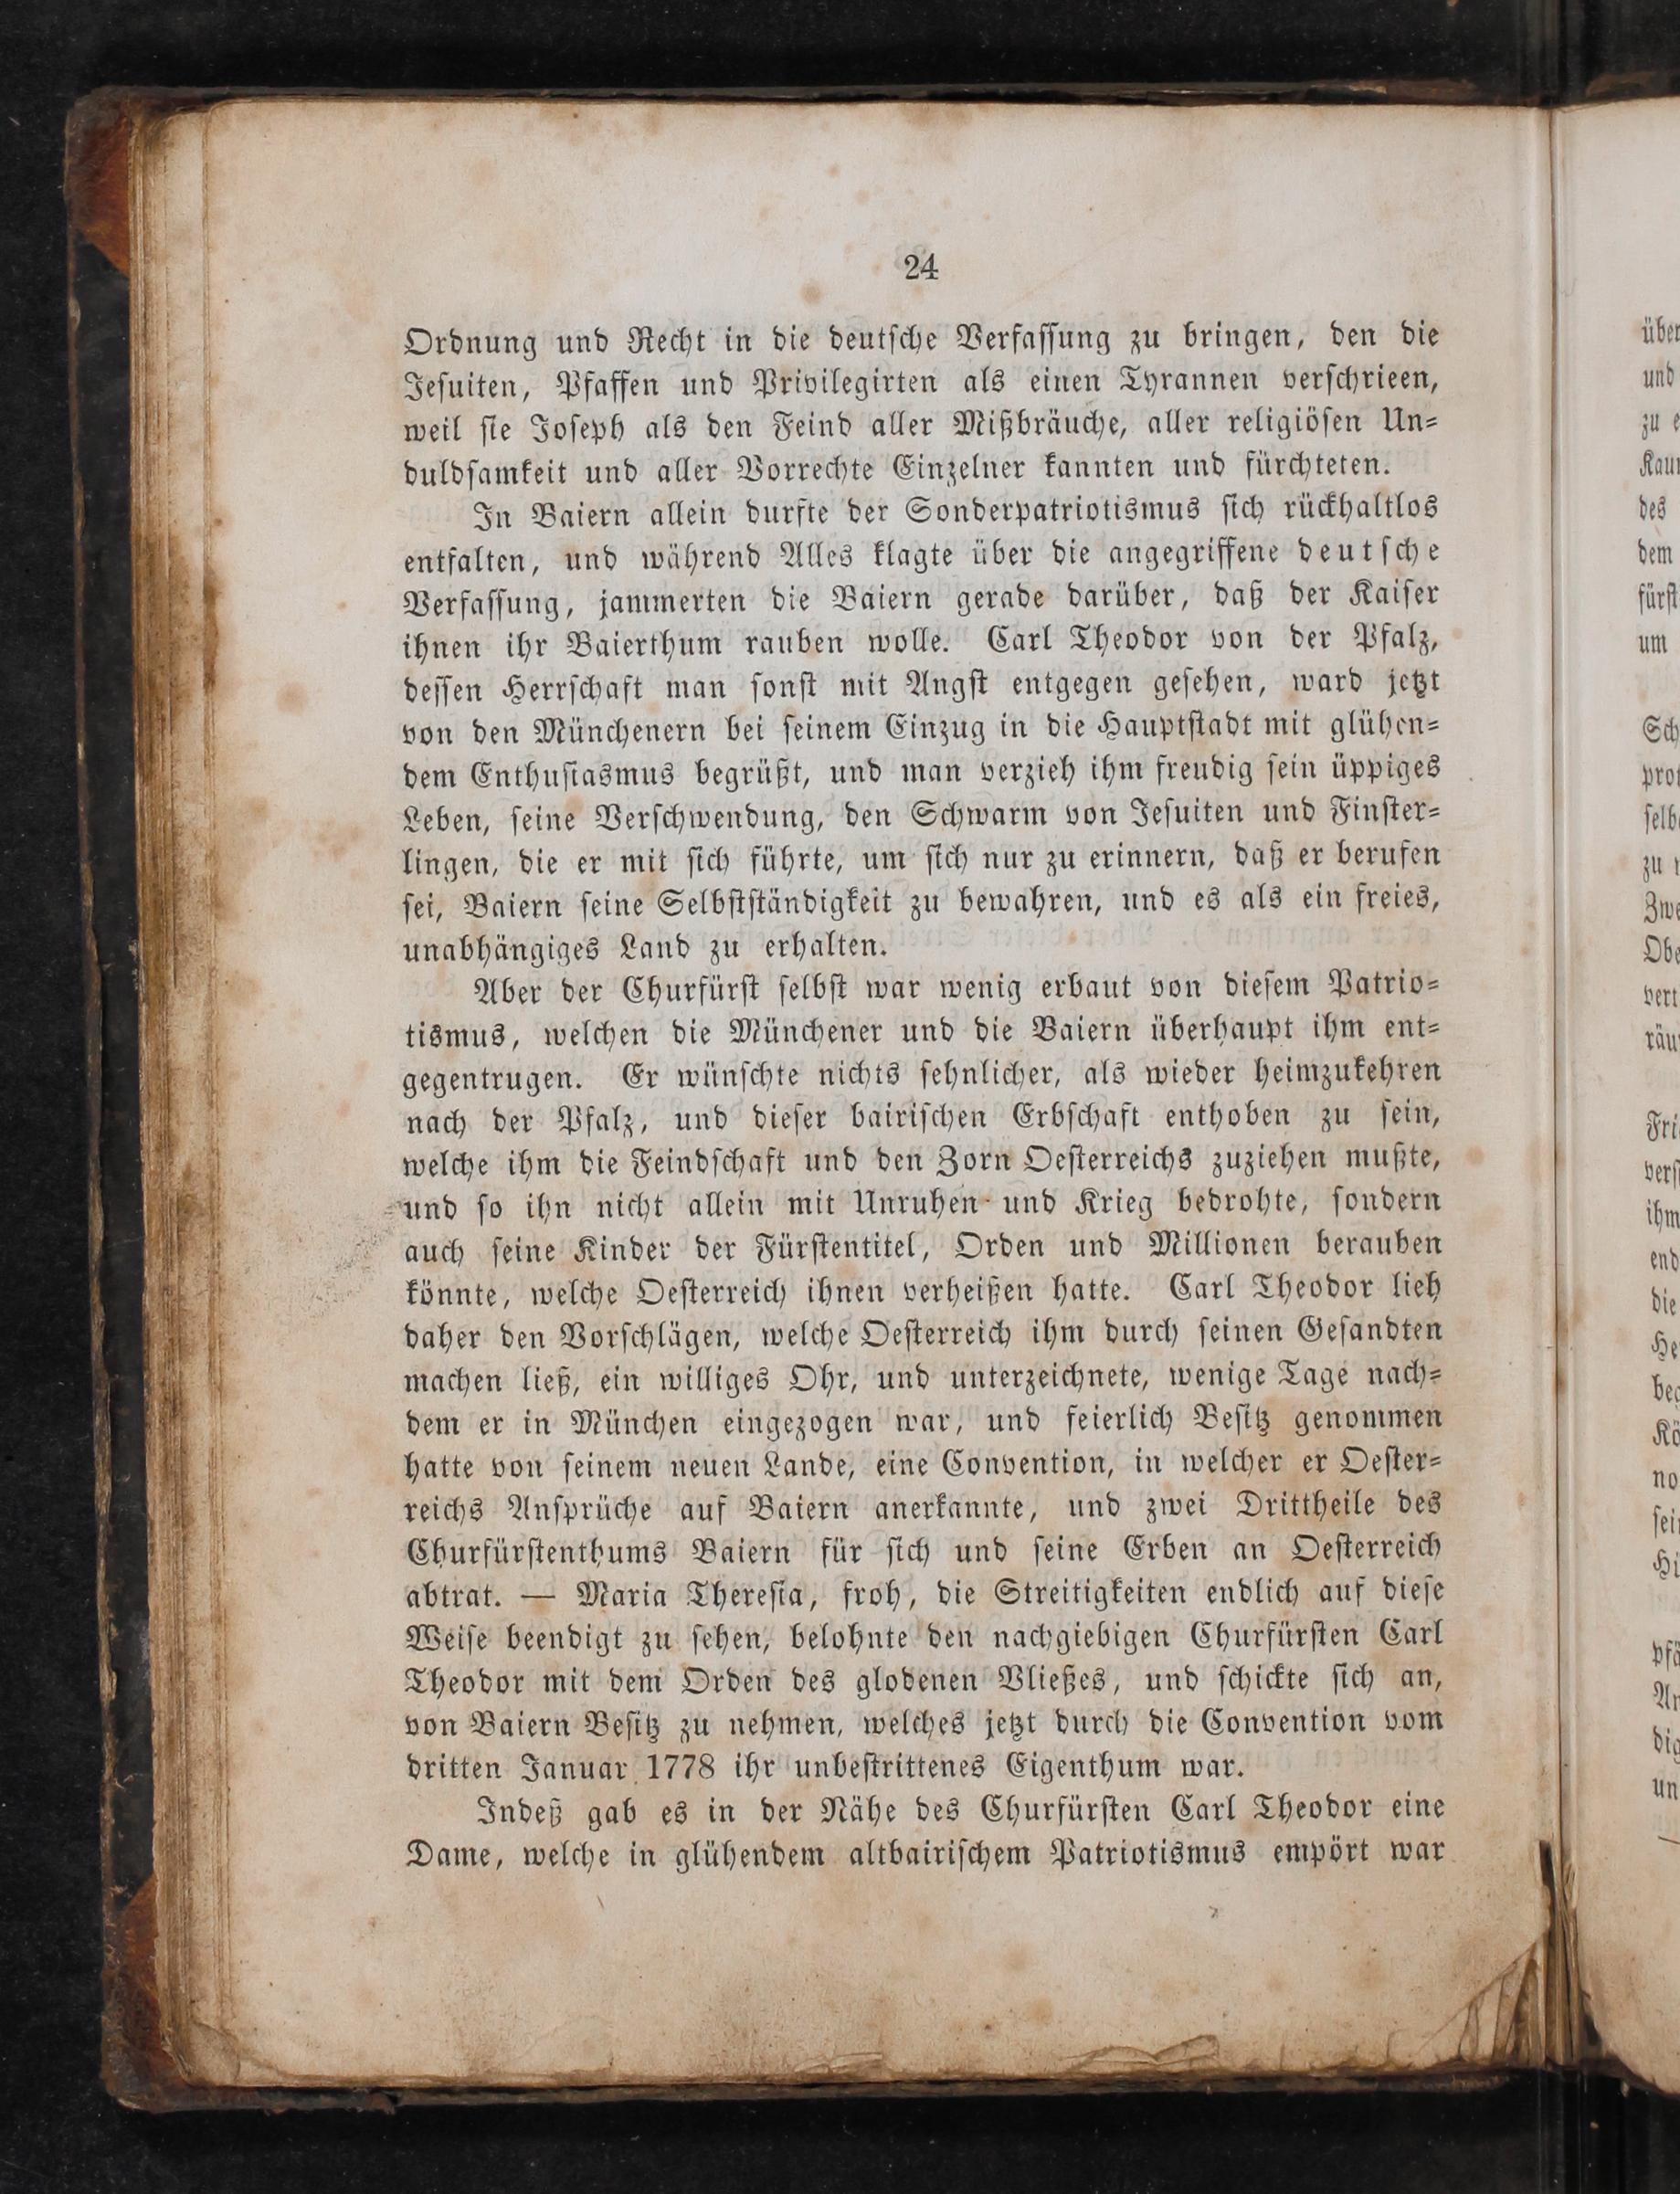 24
Ordnung und Recht in die deutsche Verfassung zu bringen, den die
Jesuiten, Pfaffen und Privilegirten als einen Tyrannen verschrieen,
weil sie Joseph als den Feind aller Mißbräuche, aller religiösen Un-
duldsamkeit und aller Vorrechte Einzelner kannten und fürchteten.
In Baiern allein durfte der Sonderpatriotismus sich rückhaltlos
entfalten, und während Alles klagte über die angegriffene deutsche
Verfassung, jammerten die Baiern gerade darüber, daß der Kaiser
ihnen ihr Baierthum rauben wolle. Carl Theodor von der Pfalz,
dessen Herrschaft man sonst mit Angst entgegen gesehen, ward jetzt
von den Münchenern bei seinem Einzug in die Hauptstadt mit glühen-
dem Enthusiasmus begrüßt, und man verzieh ihm freudig sein üppiges
Leben, seine Verschwendung, den Schwarm von Jesuiten und Finster-
lingen, die er mit sich führte, um sich nur zu erinnern, daß er berufen
sei, Baiern seine Selbstständigkeit zu bewahren, und es als ein freies,
unabhängiges Land zu erhalten.
Aber der Churfürst selbst war wenig erbaut von diesem Patrio-
tismus, welchen die Münchener und die Baiern überhaupt ihm ent-
gegentrugen. Er wünschte nichts sehnlicher, als wieder heimzukehren
nach der Pfalz, und dieser bairischen Erbschaft enthoben zu sein,
welche ihm die Feindschaft und den Zorn Oesterreichs zuziehen mußte,
und so ihn nicht allein mit Unruhen und Krieg bedrohte, sondern
auch seine Kinder der Fürstentitel, Orden und Millionen berauben
könnte, welche Oesterreich ihnen verheißen hatte. Carl Theodor lieh
daher den Vorschlägen, welche Oesterreich ihm durch seinen Gesandten
machen ließ, ein williges Ohr, und unterzeichnete, wenige Tage nach-
dem er in München eingezogen war, und feierlich Besitz genommen
hatte von seinem neuen Lande, eine Convention, in welcher er Oester-
reichs Ansprüche auf Baiern anerkannte, und zwei Drittheile des
Churfürstenthums Baiern für sich und seine Erben an Oesterreich
abtrat. — Maria Theresia, froh, die Streitigkeiten endlich auf diese
Weise beendigt zu sehen, belohnte den nachgiebigen Churfürsten Carl
Theodor mit dem Orden des globenen Vließes, und schickte sich an,
von Baiern Besitz zu nehmen, welches jetzt durch die Convention vom
dritten Januar 1778 ihr unbestrittenes Eigenthum war.
Indeß gab es in der Nähe des Churfürsten Carl Theodor eine
Dame, welche in glühendem altbairischem Patriotismus empört war